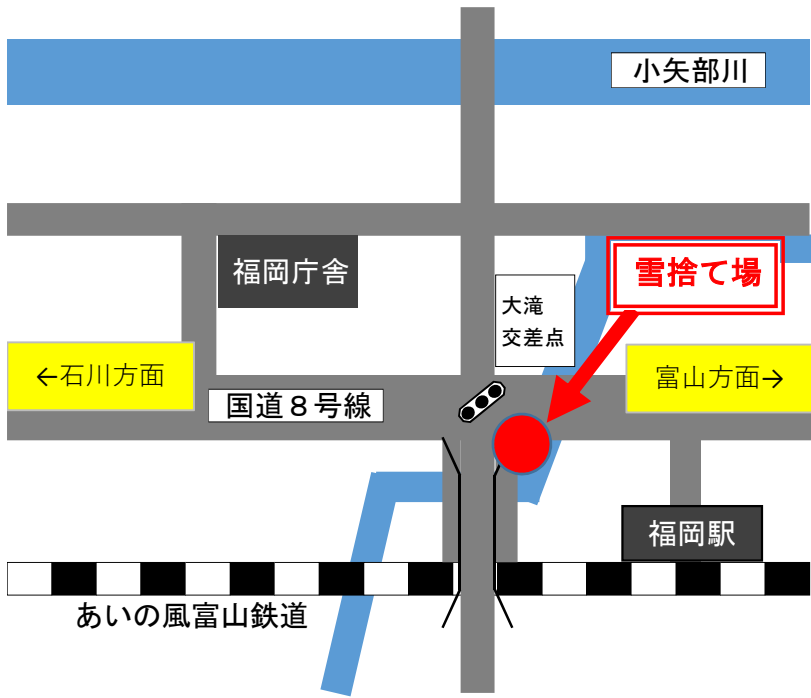 小矢部川
福岡庁舎
雪捨て場
大滝
交差点
←石川方面
富山方面→
国道８号線
福岡駅
あいの風富山鉄道